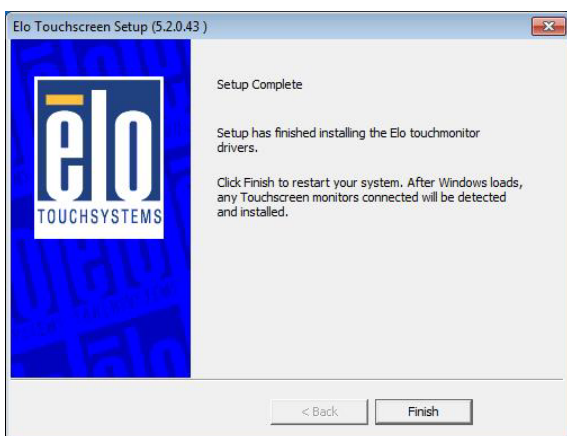 Elo Touchscreen Setup (5.2.0.43 )
Setup Complete
Setup has finished installing the Elo touchmonitor
drivers.
Click Finish to restart your system. After Windows loads,
any Touchscreen monitors connected will be detected
and installed.
ēlo
TOUCHSYSTEMS
< Back
Finish